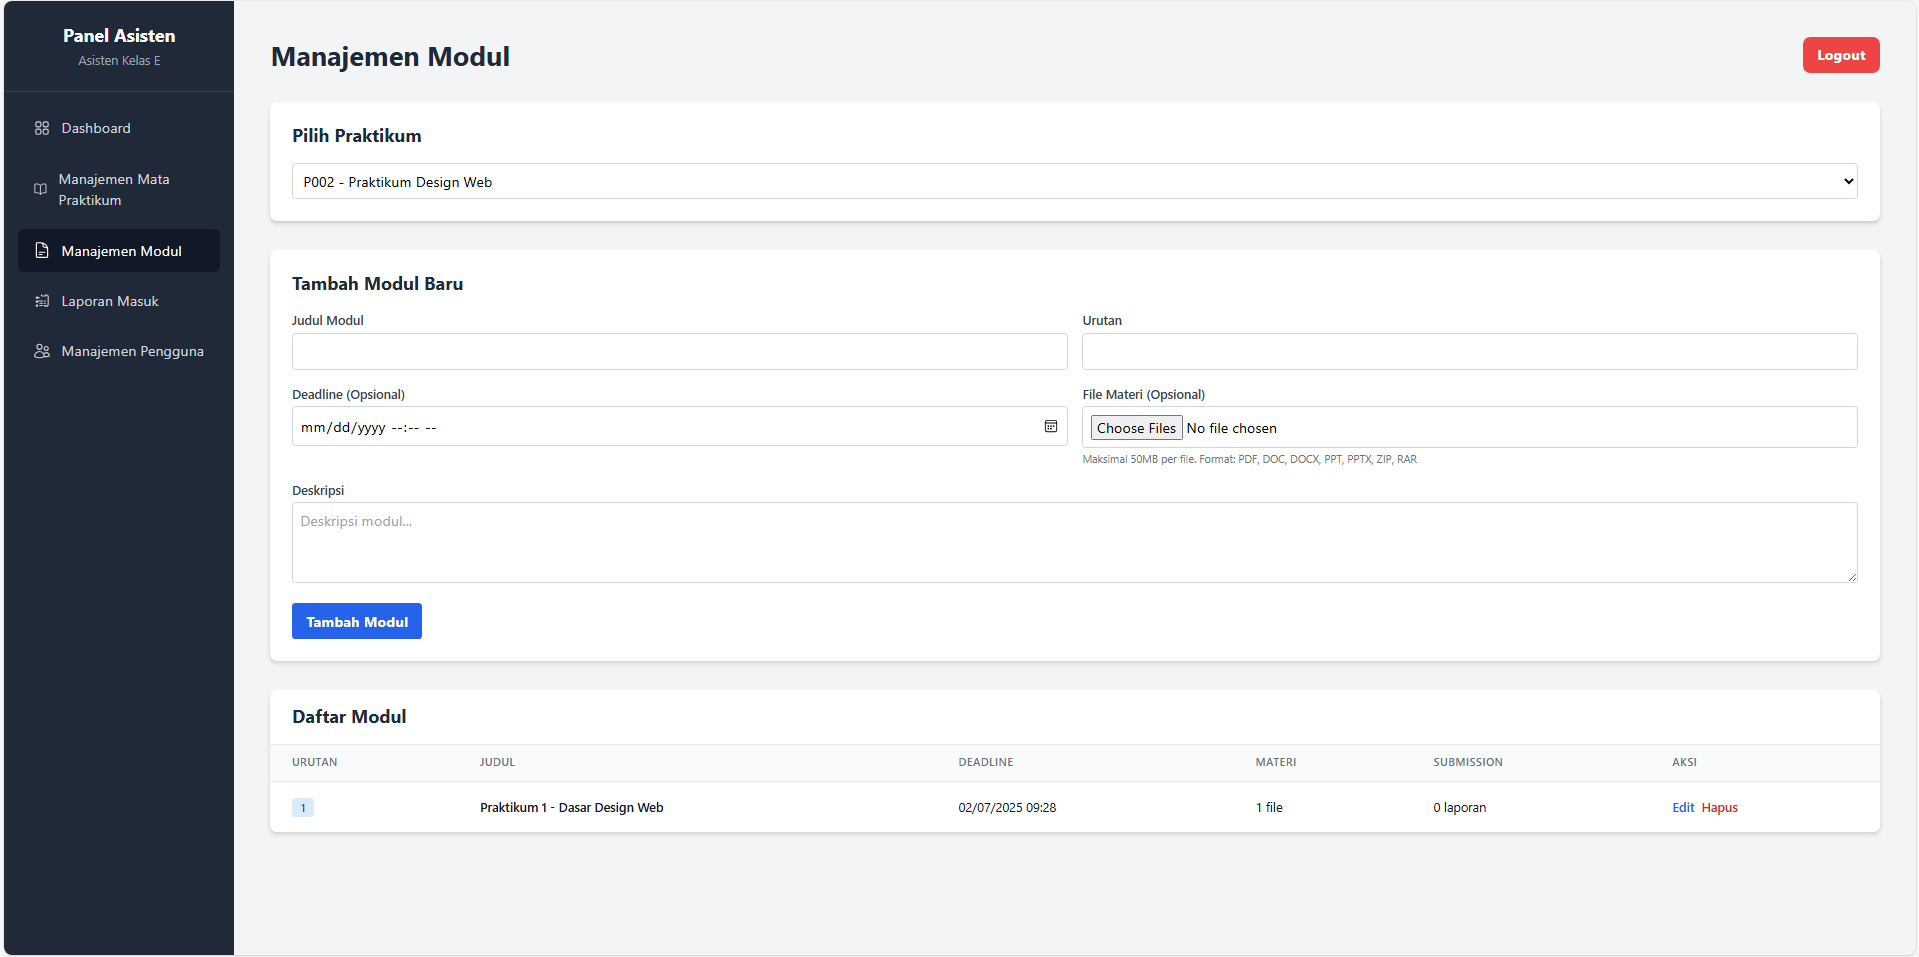 Panel Asisten
Asisten Kelas E
Dashboard
Manajemen Mata
Praktikum
Manajemen Modul
Laporan Masuk
Manajemen Pengguna
Manajemen Modul
Logout
Pilih Praktikum
P002 - Praktikum Design Web
Tambah Modul Baru
Judul Modul
Urutan
Deadline (Opsional)
File Materi (Opsional)
mm/dd/yyyy --:-- --
Choose Files No file chosen
Maksimal 50MB per file. Format: PDF, DOC, DOCX, PPT, PPTX, ZIP, RAR
Deskripsi
Deskripsi modul...
Tambah Modul
Daftar Modul
URUTAN JUDUL DEADLINE MATERI SUBMISSION AKSI
1 Praktikum 1 - Dasar Design Web 02/07/2025 09:28 1 file 0 laporan Edit Hapus